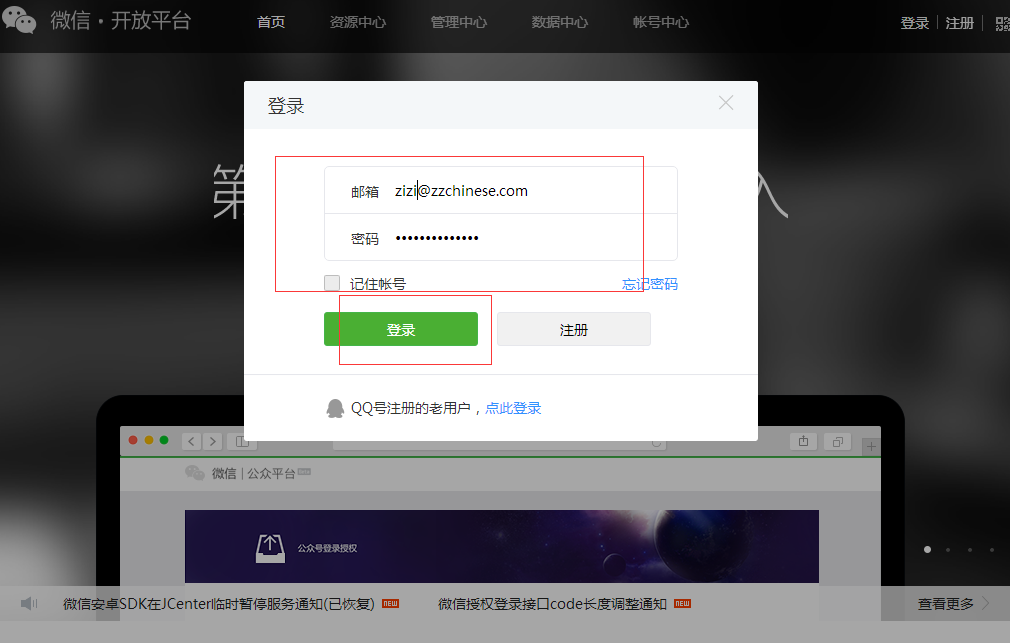 微信·开放平台 首页 资源中心 管理中心 数据中心 帐号中心 登录 注册
登录
第 入
邮箱 zizi@zzchinese.com
密码 ••••••••••••••
记住帐号 忘记密码
登录 注册
QQ号注册的老用户，点此登录
微信 | 公众平台
公众号登录授权
微信安卓SDK在JCenter临时暂停服务通知(已恢复) NEW 微信授权登录接口code长度调整通知 NEW 查看更多